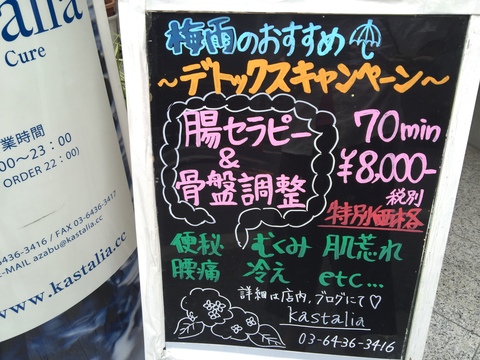 alia
Cure
業時間
:00～23:00
ORDER 22:00)
6436-3416 / FAX 03-6436-3417
E-MAIL azabu@kastalia.cc
www.kastalia.cc
梅雨のおすすめ
～デトックスキャンペーン～
腸セラピー
&
骨盤調整
70min
¥8,000-
税別
特別価格
便秘 むくみ 肌荒れ
腰痛 冷え etc...
詳細は店内、ブログにて♡
kastalia
03-6436-3416